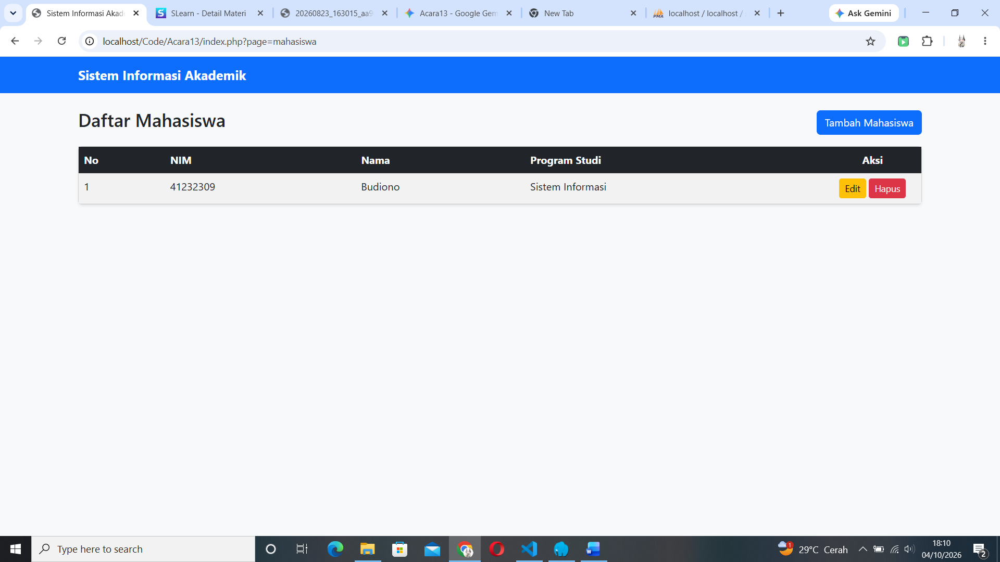 Sistem Informasi Akad
SLearn - Detail Materi
20260823_163015_aa9
Acara13 - Google Gem
New Tab
localhost / localhost /
Ask Gemini
localhost/Code/Acara13/index.php?page=mahasiswa
Sistem Informasi Akademik
Daftar Mahasiswa
Tambah Mahasiswa
No NIM Nama Program Studi Aksi
1 41232309 Budiono Sistem Informasi Edit Hapus
Type here to search
1
29°C Cerah
18:10
04/10/2026
2